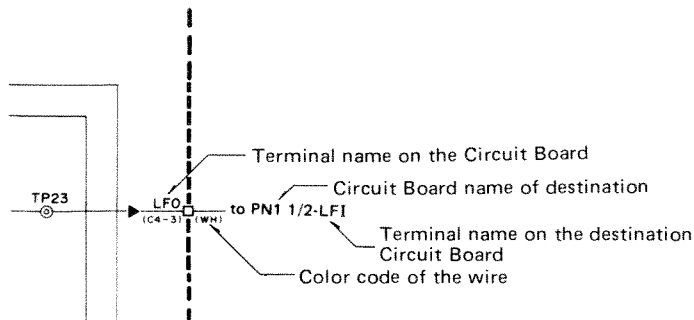 Terminal name on the Circuit Board
Circuit Board name of destination
TP23
LFO
(C4-3)
(WH)
to PN1 1/2-LFI
Terminal name on the destination
Circuit Board
Color code of the wire